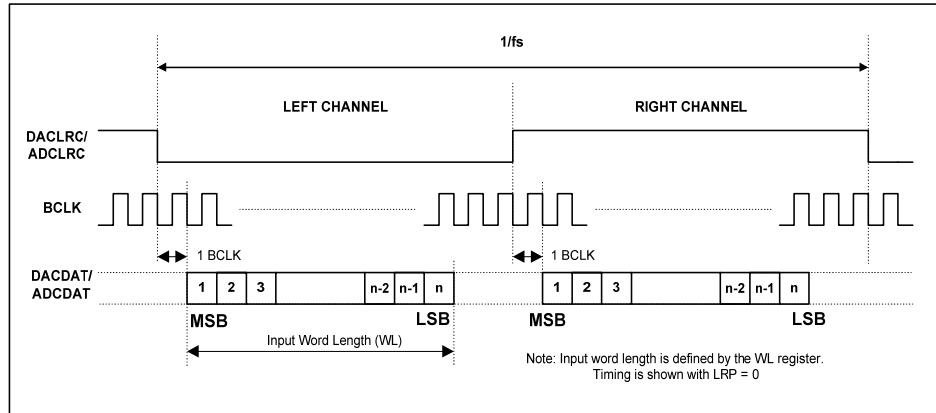 1/fs
LEFT CHANNEL
RIGHT CHANNEL
DACLRC/
ADCLRC
BCLK
1 BCLK
1 BCLK
DACDAT/
ADCDAT
1 2 3 n-2 n-1 n
1 2 3 n-2 n-1 n
MSB
LSB
MSB
LSB
Input Word Length (WL)
Note: Input word length is defined by the WL register.
Timing is shown with LRP = 0